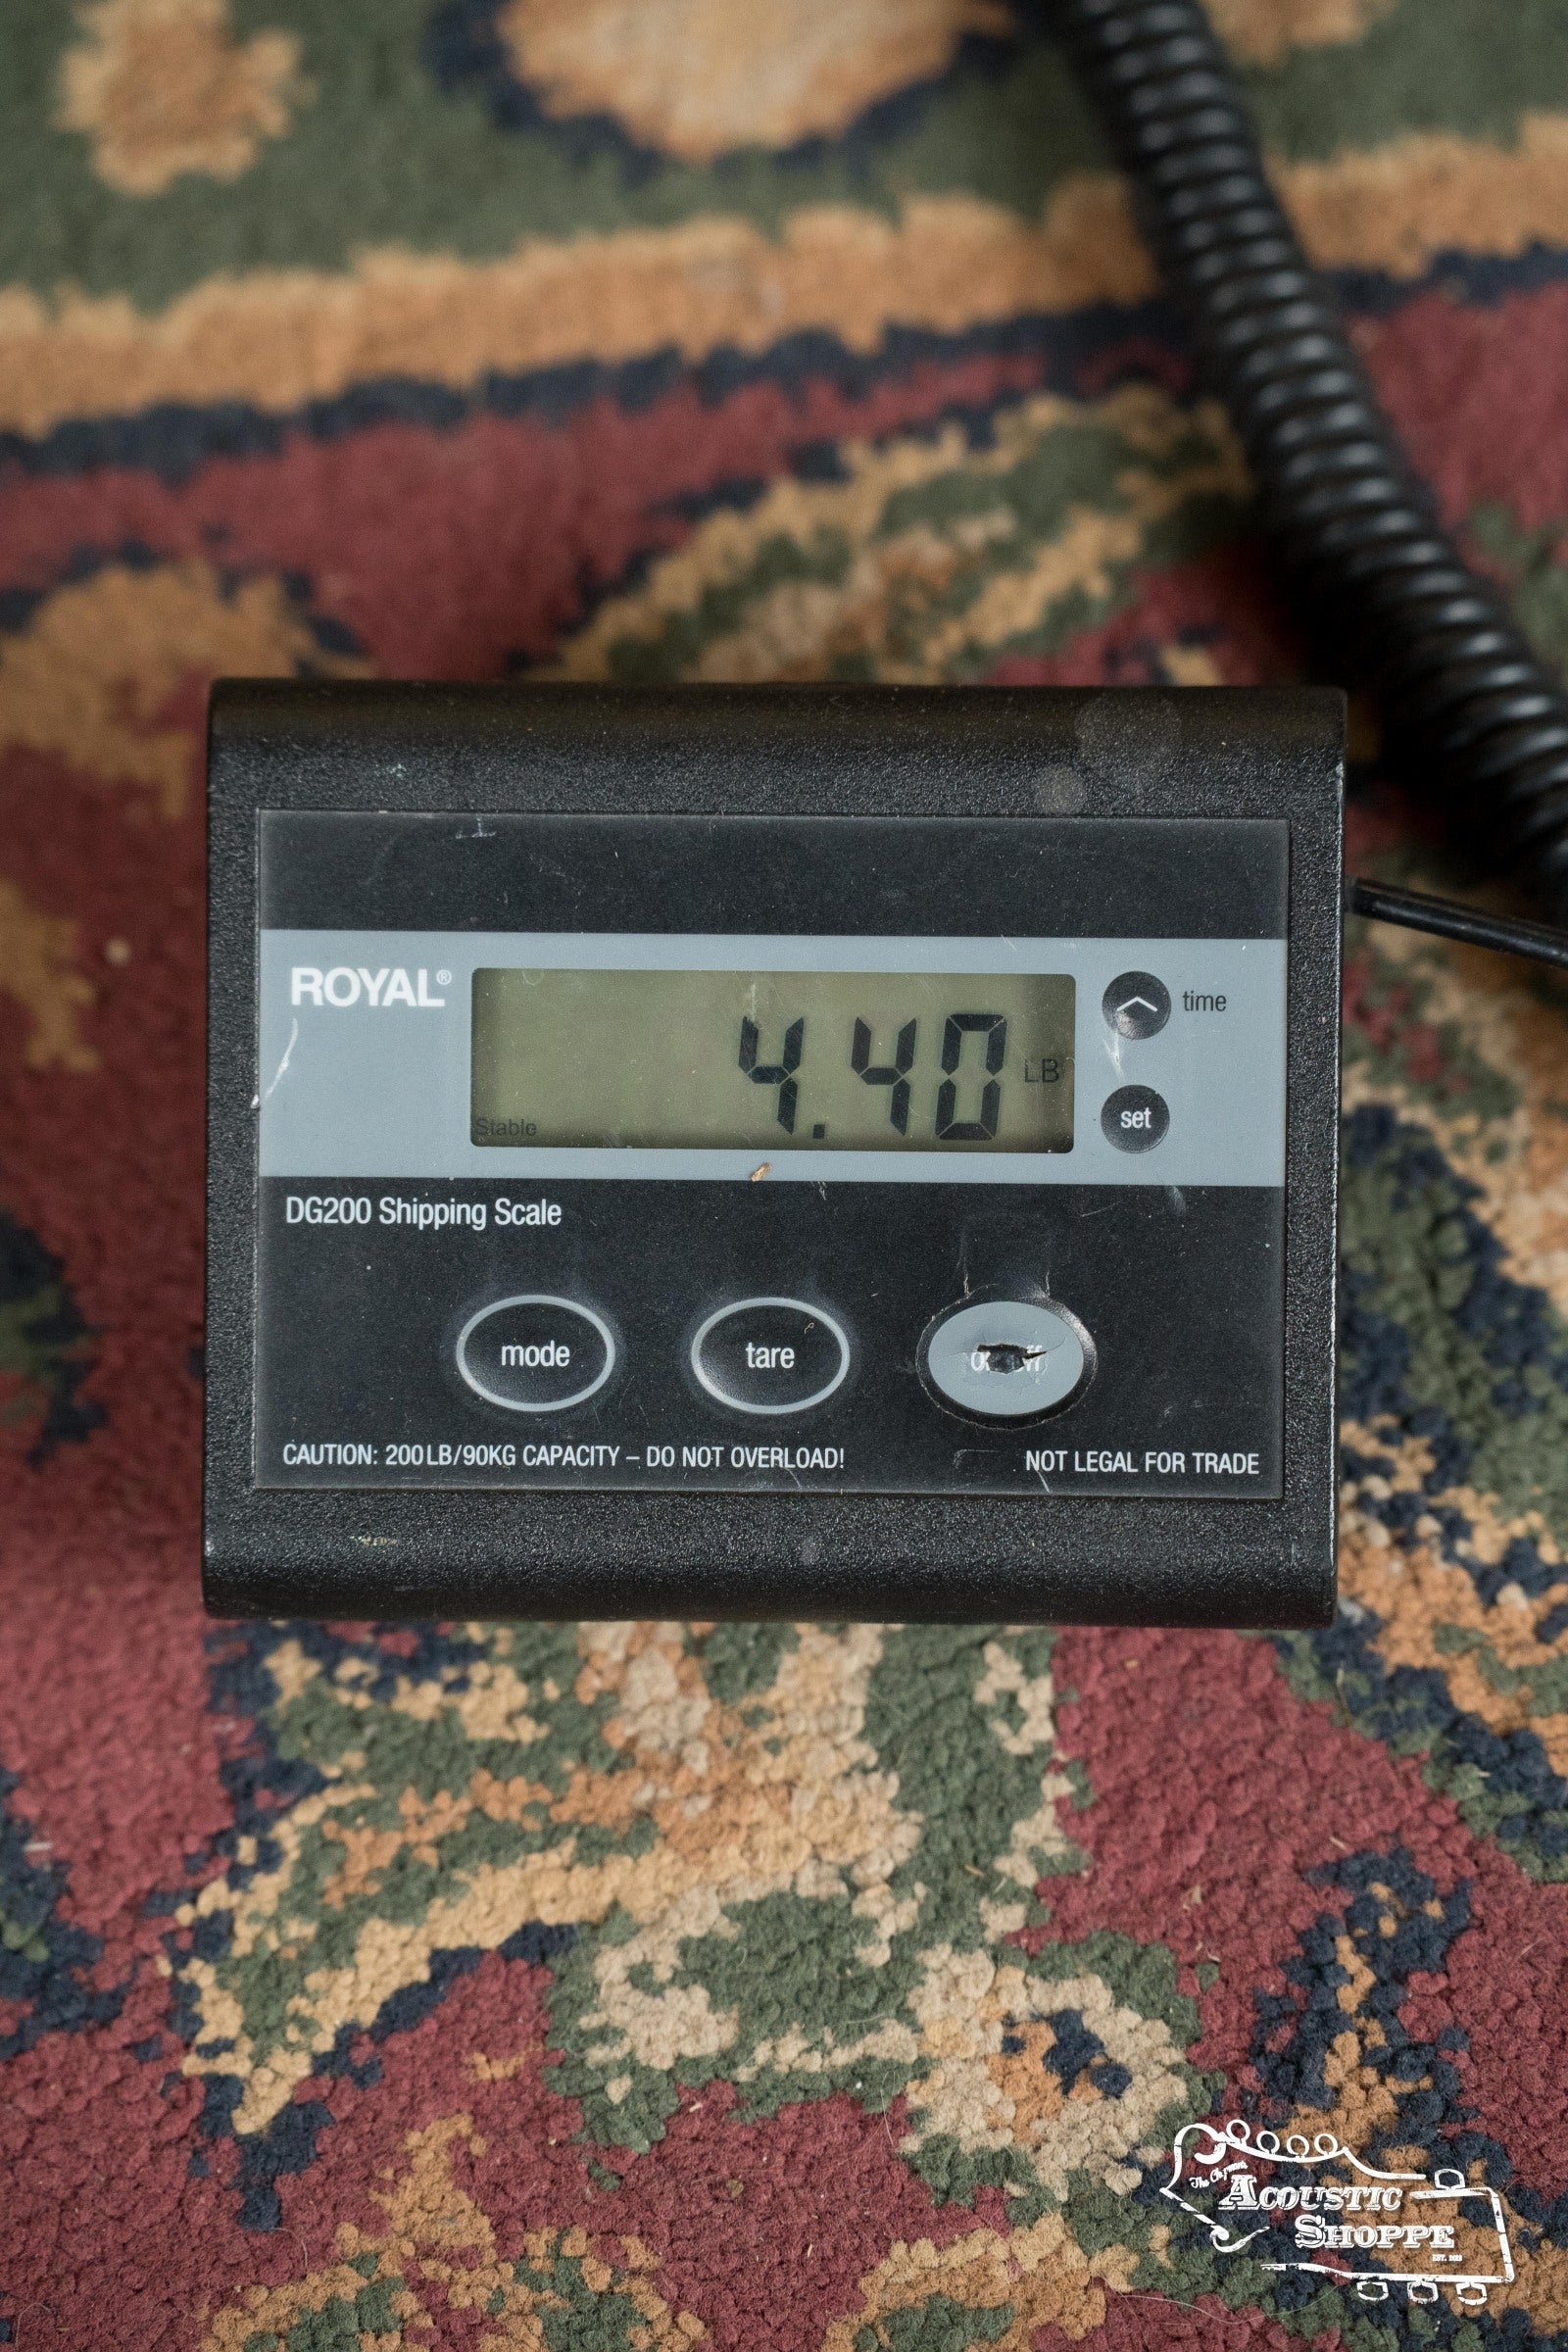 ROYAL®
4.40 LB
Stable
time
set
DG200 Shipping Scale
mode
tare
CAUTION: 200LB/90KG CAPACITY – DO NOT OVERLOAD!
NOT LEGAL FOR TRADE
The
ACOUSTIC
SHOPPE